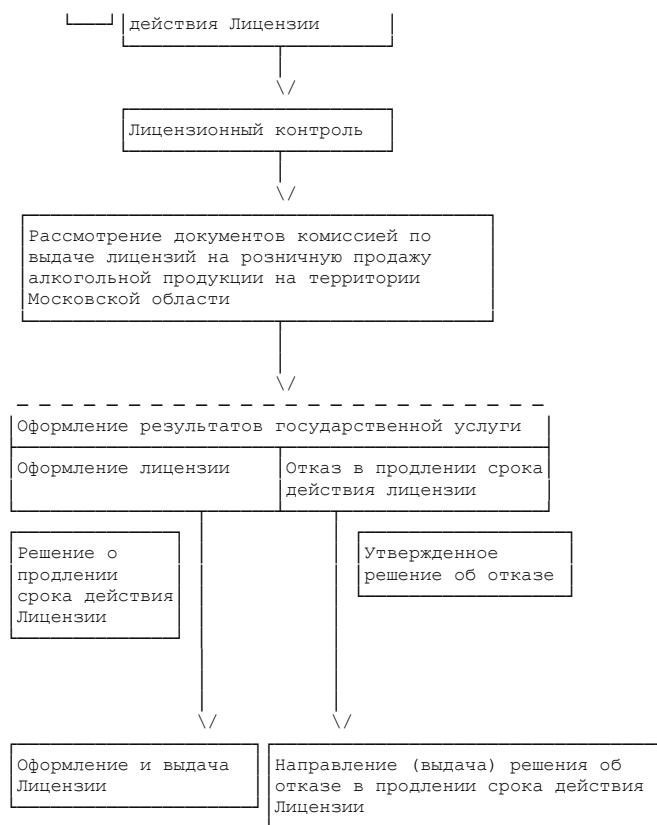 действия Лицензии
Лицензионный контроль
Рассмотрение документов комиссией по
выдаче лицензий на розничную продажу
алкогольной продукции на территории
Московской области
Оформление результатов государственной услуги
Оформление лицензии
Отказ в продлении срока
действия лицензии
Решение о
продлении
срока действия
Лицензии
Утвержденное
решение об отказе
Оформление и выдача
Лицензии
Направление (выдача) решения об
отказе в продлении срока действия
Лицензии